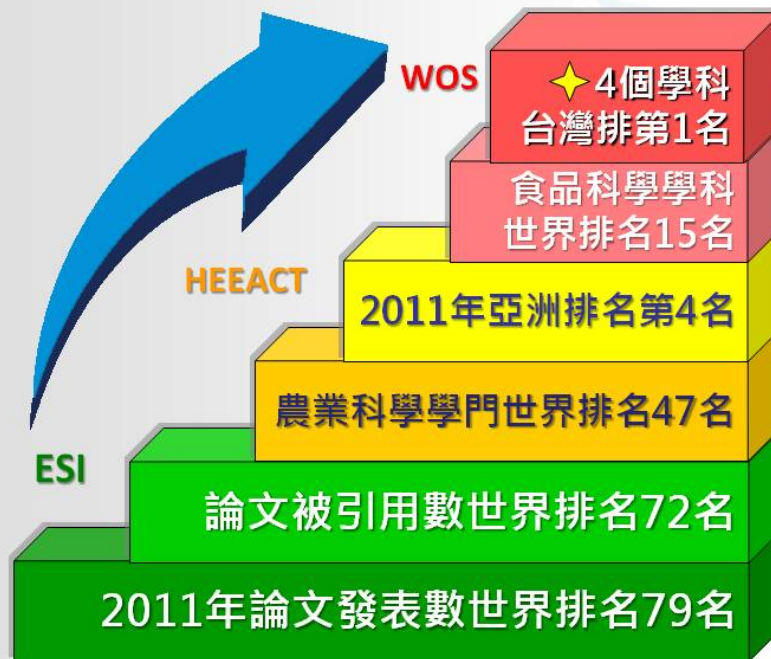 WOS
4個學科
台灣排第1名
食品科學學科
世界排名15名
HEEACT
2011年亞洲排名第4名
農業科學學門世界排名47名
ESI
論文被引用數世界排名72名
2011年論文發表數世界排名79名